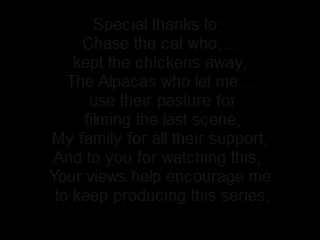 Special thanks to:
Chase the cat who....
kept the chickens away,
The Alpacas who let me...
use their pasture for
filming the last scene,
My family for all their support,
And to you for watching this,
Your views help encourage me
to keep producing this series.